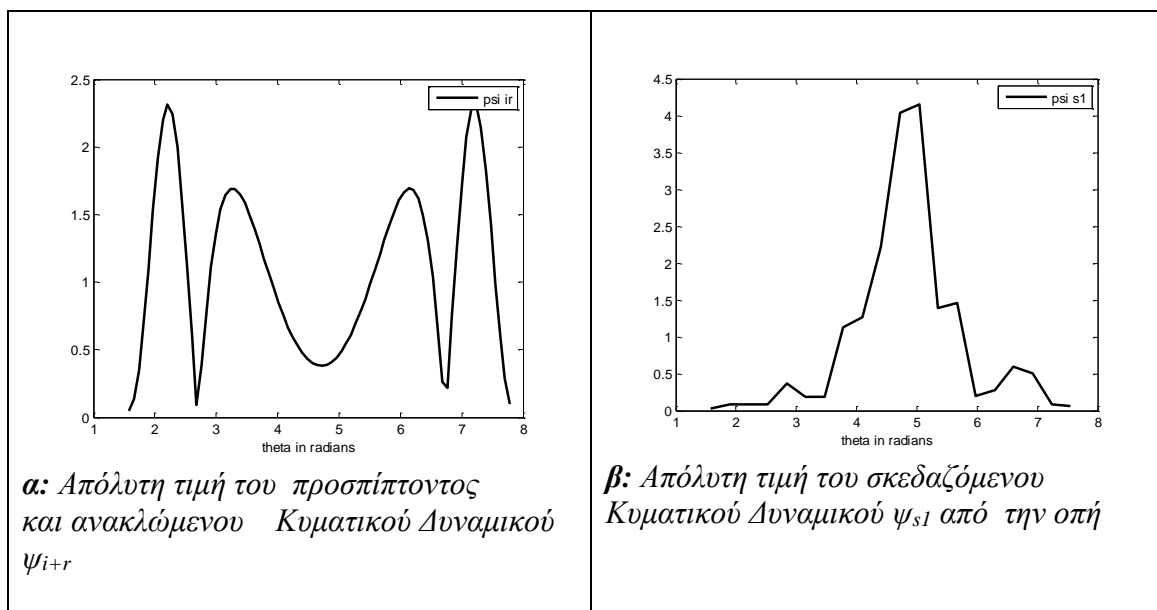 2.5
2
1.5
1
0.5
0
1 2 3 4 5 6 7 8
theta in radians
psi ir
α: Απόλυτη τιμή του προσπίπτοντος
και ανακλώμενου Κυματικού Δυναμικού
ψi+r
4.5
4
3.5
3
2.5
2
1.5
1
0.5
0
1 2 3 4 5 6 7 8
theta in radians
psi s1
β: Απόλυτη τιμή του σκεδαζόμενου
Κυματικού Δυναμικού ψs1 από την οπή